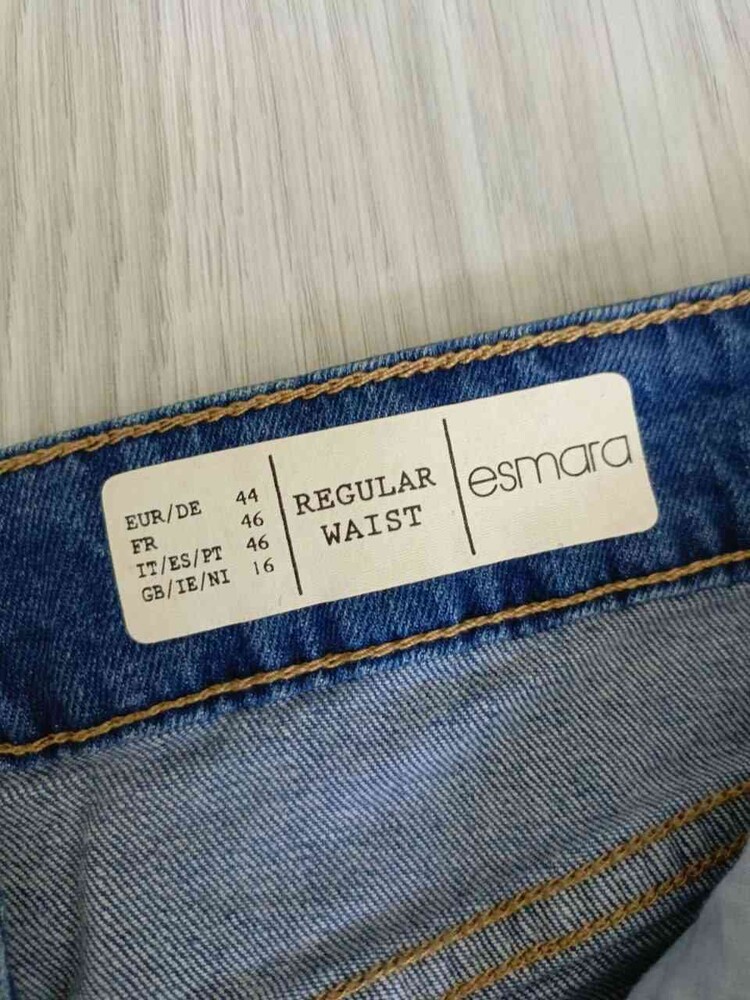 EUR/DE 44
FR 46
IT/ES/PT 46
GB/IE/NI 16
REGULAR
WAIST
esmara